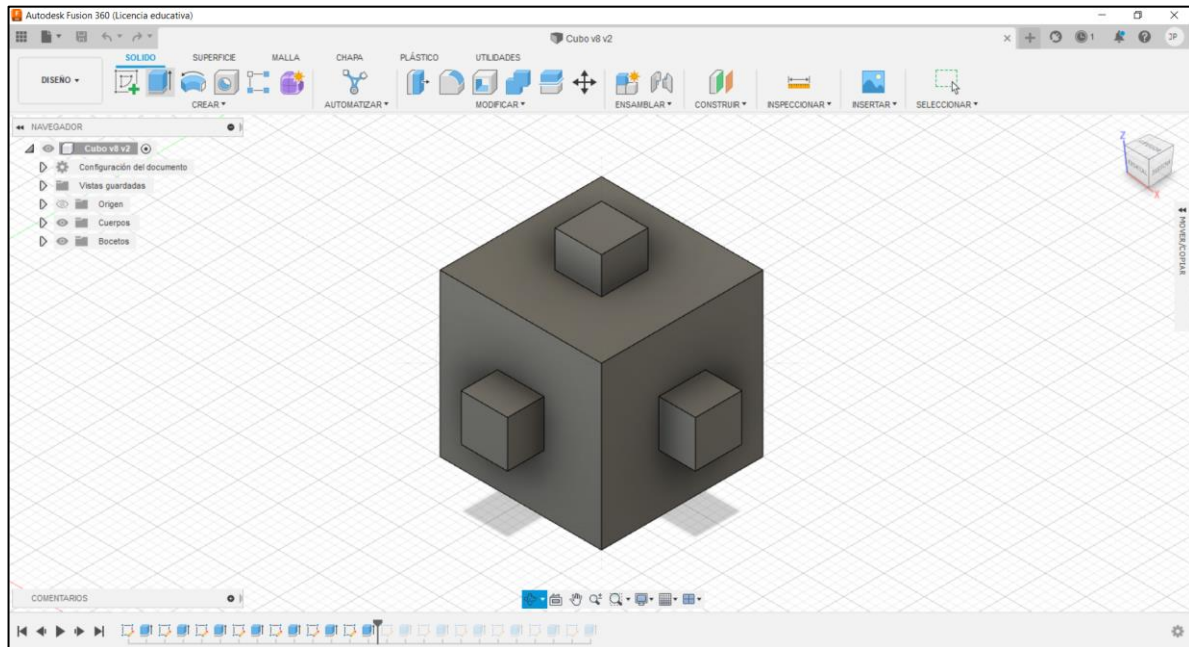 Autodesk Fusion 360 (Licencia educativa)
Cubo v8 v2
1
JP
SOLIDO SUPERFICIE MALLA CHAPA PLÁSTICO UTILIDADES
DISEÑO
CREAR AUTOMATIZAR MODIFICAR ENSAMBLAR CONSTRUIR INSPECCIONAR INSERTAR SELECCIONAR
NAVEGADOR
Cubo v8 v2
Configuración del documento
Vistas guardadas
Origen
Cuerpos
Bocetos
Z
X
MOVER/COPIAR
COMENTARIOS